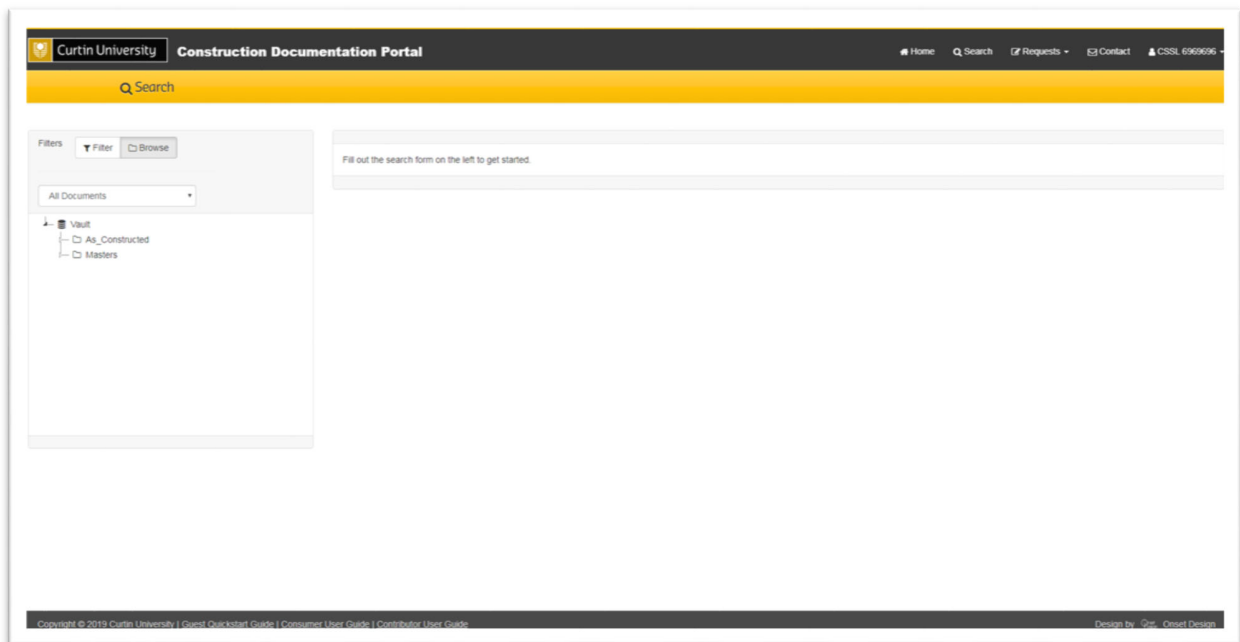 Curtin University Construction Documentation Portal Home Search Requests Contact CSSL 6969696
Search
Filters Filter Browse
Fill out the search form on the left to get started.
All Documents
Vault
As_Constructed
Masters
Copyright © 2019 Curtin University | Guest Quickstart Guide | Consumer User Guide | Contributor User Guide Design by Onset Design